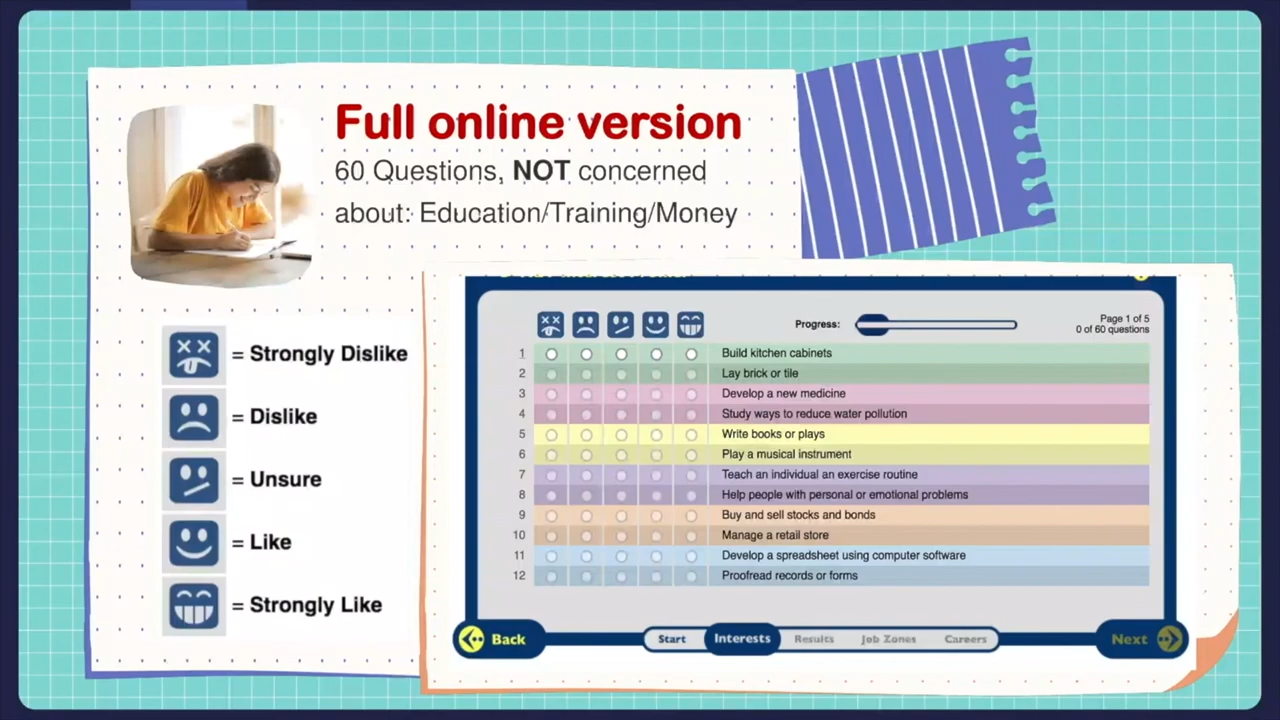 Full online version
60 Questions, NOT concerned
about: Education/Training/Money
= Strongly Dislike
= Dislike
= Unsure
= Like
= Strongly Like
Progress:
Page 1 of 5
0 of 60 questions
1 Build kitchen cabinets
2 Lay brick or tile
3 Develop a new medicine
4 Study ways to reduce water pollution
5 Write books or plays
6 Play a musical instrument
7 Teach an individual an exercise routine
8 Help people with personal or emotional problems
9 Buy and sell stocks and bonds
10 Manage a retail store
11 Develop a spreadsheet using computer software
12 Proofread records or forms
Back
Start Interests Results Job Zones Careers
Next